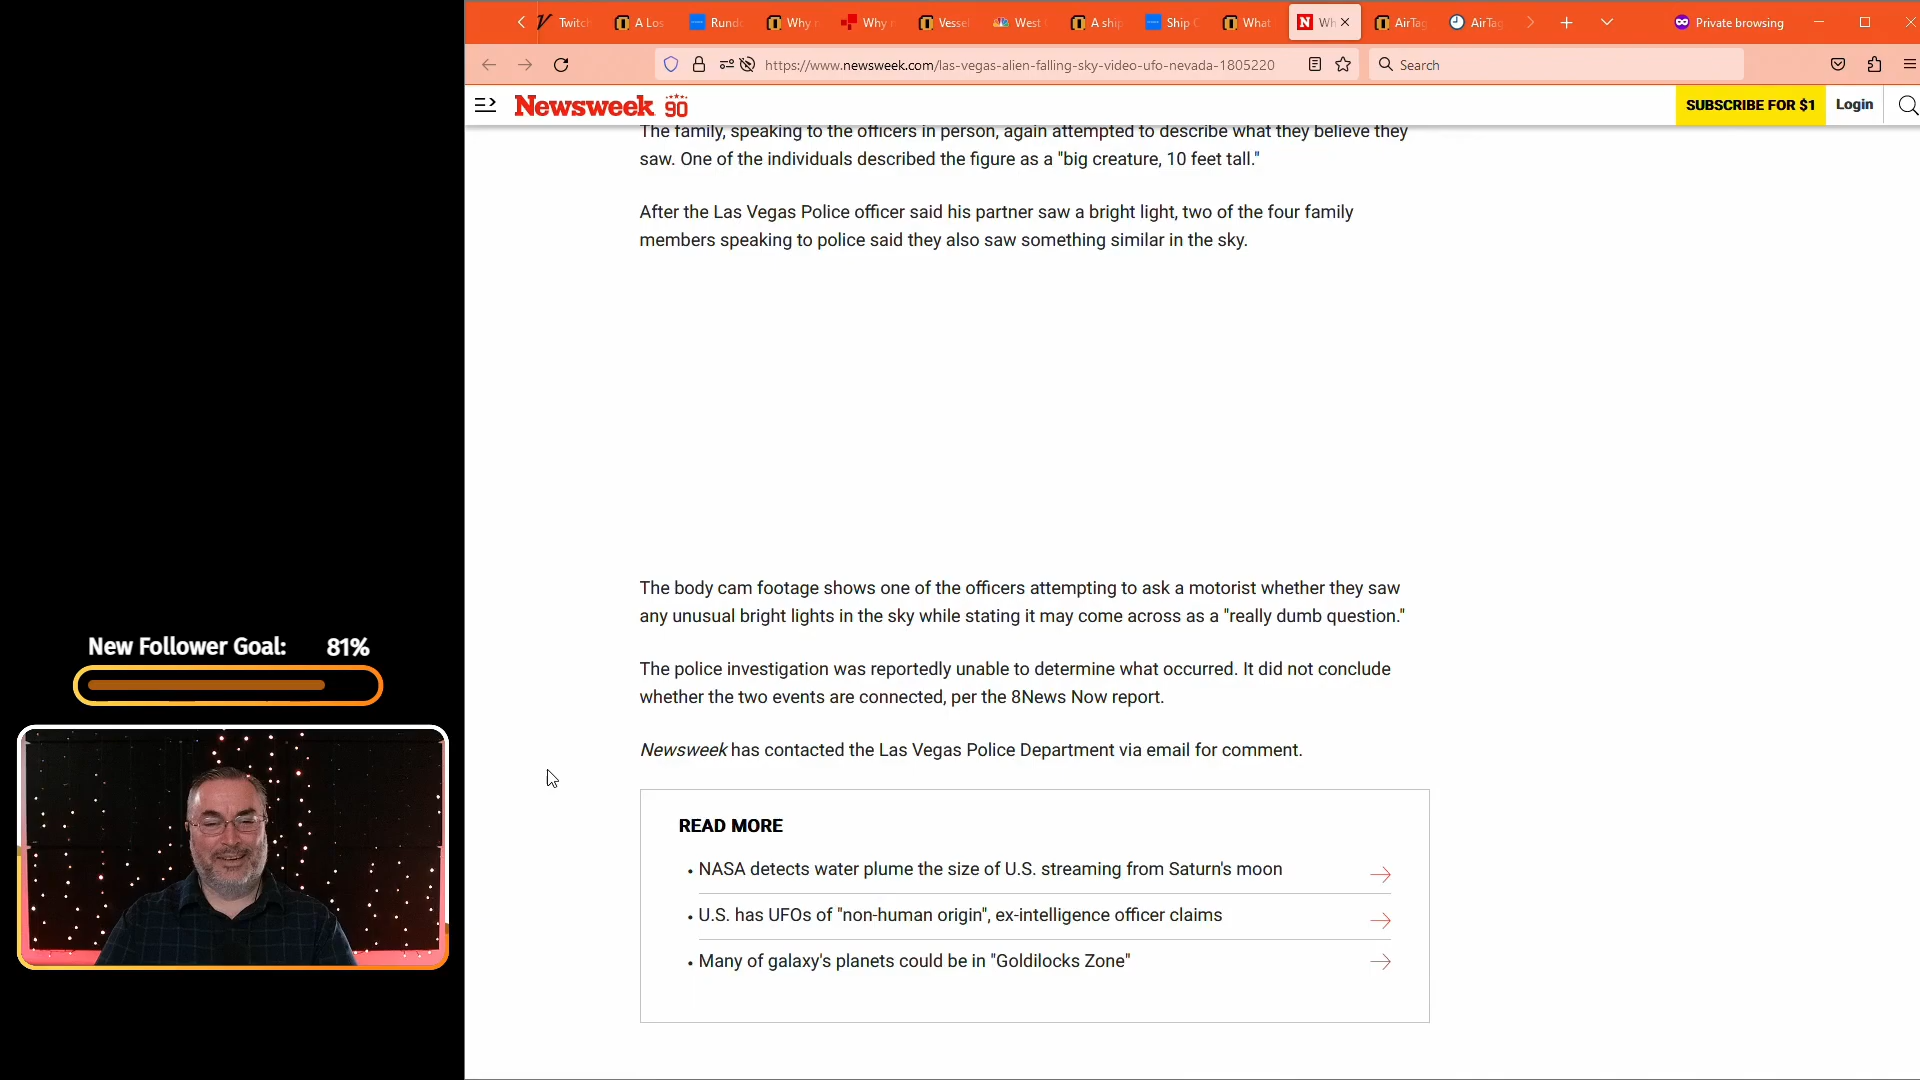 Twitch
A Los
Rund
Why
Why
Vesse
West
A ship
Ship C
What
Wh
AirTag
AirTag
Private browsing
https://www.newsweek.com/las-vegas-alien-falling-sky-video-ufo-nevada-1805220
Search
Newsweek 90
SUBSCRIBE FOR $1
Login
The family, speaking to the officers in person, again attempted to describe what they believe they
saw. One of the individuals described the figure as a "big creature, 10 feet tall."
After the Las Vegas Police officer said his partner saw a bright light, two of the four family
members speaking to police said they also saw something similar in the sky.
The body cam footage shows one of the officers attempting to ask a motorist whether they saw
any unusual bright lights in the sky while stating it may come across as a "really dumb question."
The police investigation was reportedly unable to determine what occurred. It did not conclude
whether the two events are connected, per the 8News Now report.
Newsweek has contacted the Las Vegas Police Department via email for comment.
READ MORE
• NASA detects water plume the size of U.S. streaming from Saturn's moon
• U.S. has UFOs of "non-human origin", ex-intelligence officer claims
• Many of galaxy's planets could be in "Goldilocks Zone"
New Follower Goal: 81%